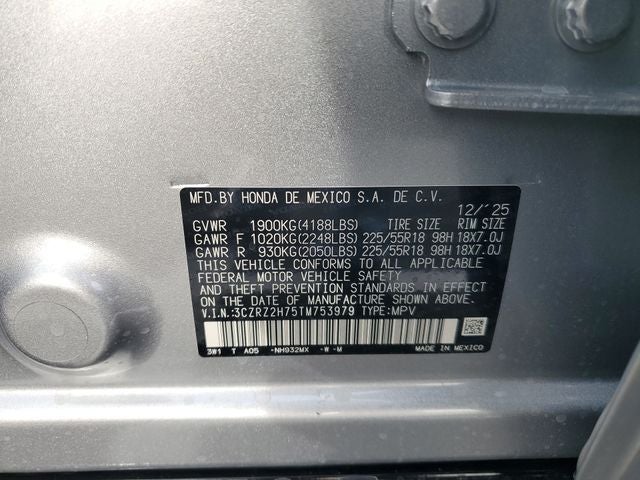 MFD.BY HONDA DE MEXICO S.A. DE C.V.
12/´25
GVWR 1900KG(4188LBS) TIRE SIZE RIM SIZE
GAWR F 1020KG(2248LBS) 225/55R18 98H 18X7.0J
GAWR R 930KG(2050LBS) 225/55R18 98H 18X7.0J
THIS VEHICLE CONFORMS TO ALL APPLICABLE
FEDERAL MOTOR VEHICLE SAFETY
AND THEFT PREVENTION STANDARDS IN EFFECT ON
THE DATE OF MANUFACTURE SHOWN ABOVE.
V.I.N.:3CZRZ2H75TM753979 TYPE:MPV
3W1 T A05 -NH932MX -W -M
MADE IN
MEXICO